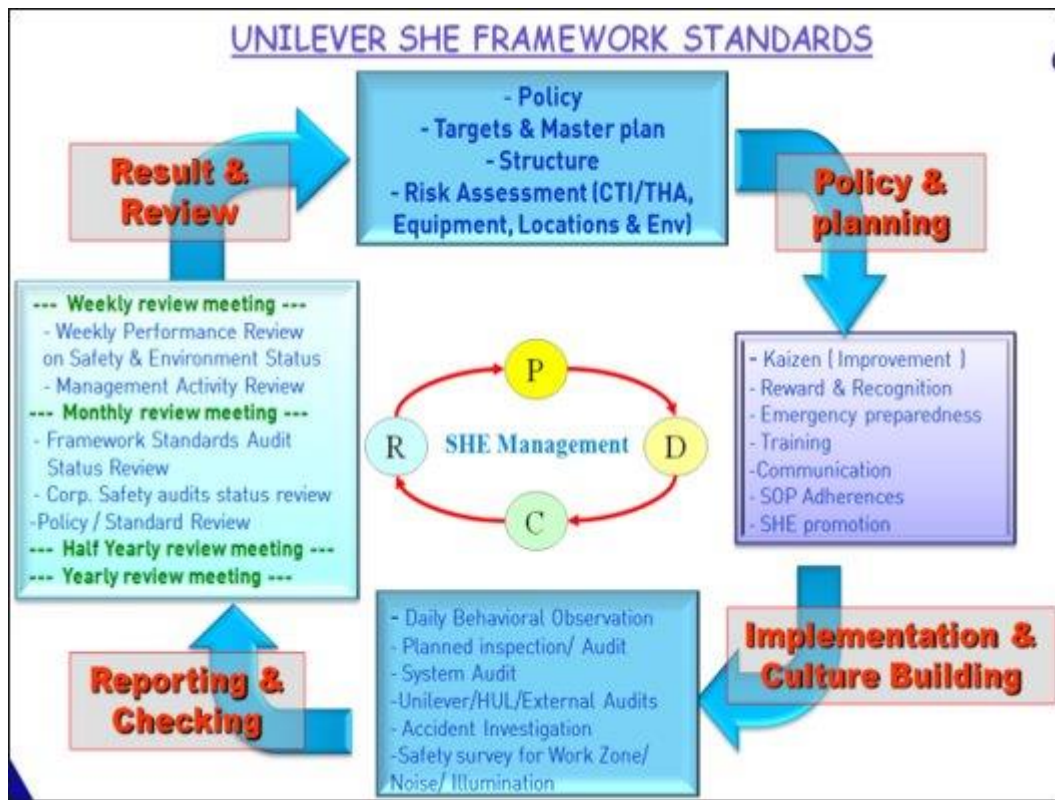 UNILEVER SHE FRAMEWORK STANDARDS
- Policy
- Targets & Master plan
- Structure
- Risk Assessment (CTI/THA,
Equipment, Locations & Env)
Result &
Review
Policy &
planning
--- Weekly review meeting ---
- Weekly Performance Review
on Safety & Environment Status
- Management Activity Review
--- Monthly review meeting ---
- Framework Standards Audit
Status Review
- Corp. Safety audits status review
-Policy / Standard Review
--- Half Yearly review meeting ---
--- Yearly review meeting ---
P
R
SHE Management
D
C
- Kaizen ( Improvement )
- Reward & Recognition
- Emergency preparedness
- Training
-Communication
- SOP Adherences
- SHE promotion
Reporting &
Checking
- Daily Behavioral Observation
- Planned inspection/ Audit
- System Audit
-Unilever/HUL/External Audits
- Accident Investigation
-Safety survey for Work Zone/
Noise/ Illumination
Implementation &
Culture Building